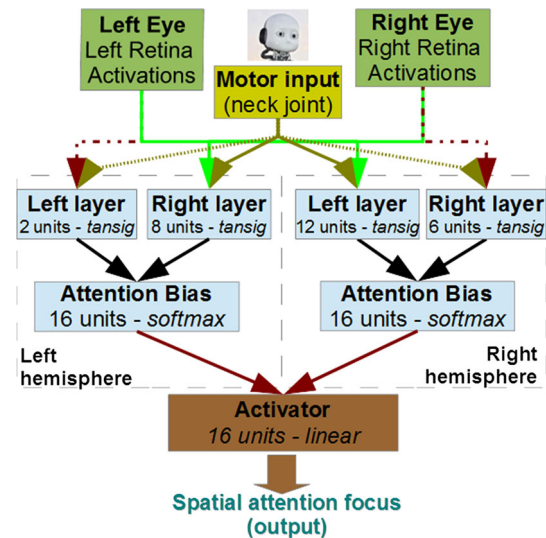 Left Eye
Left Retina
Activations
Right Eye
Right Retina
Activations
Motor input
(neck joint)
Left layer
2 units - tansig
Right layer
8 units - tansig
Left layer
12 units - tansig
Right layer
6 units - tansig
Attention Bias
16 units - softmax
Attention Bias
16 units - softmax
Left
hemisphere
Right
hemisphere
Activator
16 units - linear
Spatial attention focus
(output)